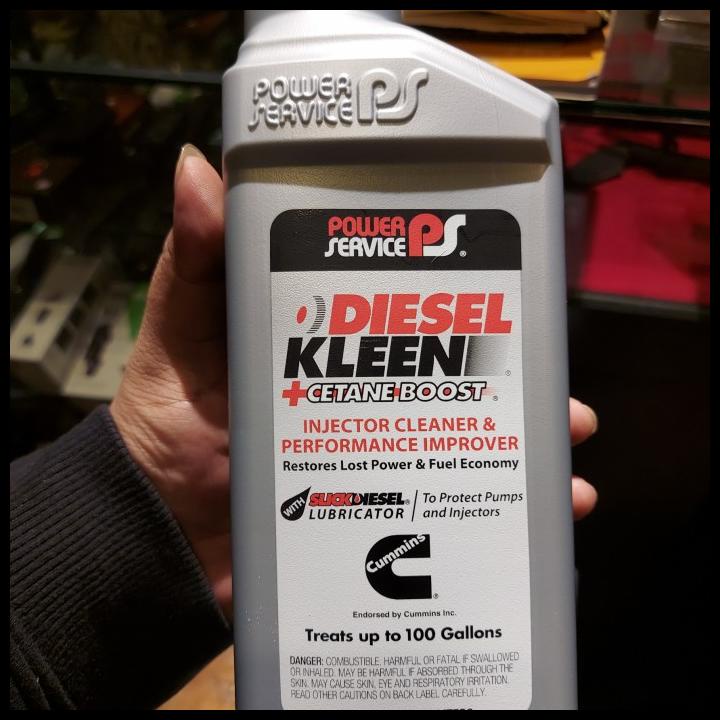 POWER
SERVICE PS
POWER
SERVICE PS®
DIESEL
KLEEN®
+CETANE BOOST®
INJECTOR CLEANER &
PERFORMANCE IMPROVER
Restores Lost Power & Fuel Economy
WITH SLICKDIESEL® LUBRICATOR
To Protect Pumps
and Injectors
Cummins®
Endorsed by Cummins Inc.
Treats up to 100 Gallons
DANGER: COMBUSTIBLE. HARMFUL OR FATAL IF SWALLOWED
OR INHALED. MAY BE HARMFUL IF ABSORBED THROUGH THE
SKIN. MAY CAUSE SKIN, EYE AND RESPIRATORY IRRITATION.
READ OTHER CAUTIONS ON BACK LABEL CAREFULLY.